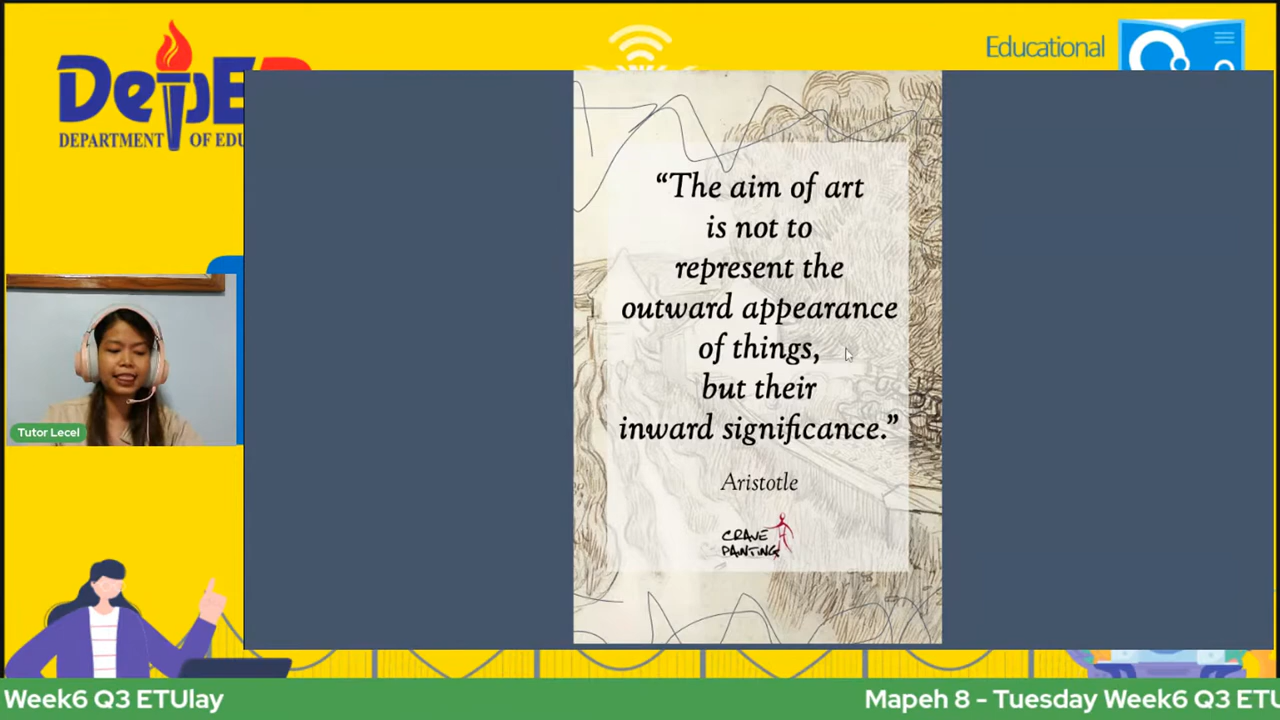 DepED
DEPARTMENT OF EDU
Educational
“The aim of art
is not to
represent the
outward appearance
of things,
but their
inward significance.”
Aristotle
CRAVE
PAINTING
Tutor Lecel
Week6 Q3 ETUlay
Mapeh 8 - Tuesday Week6 Q3 ETU